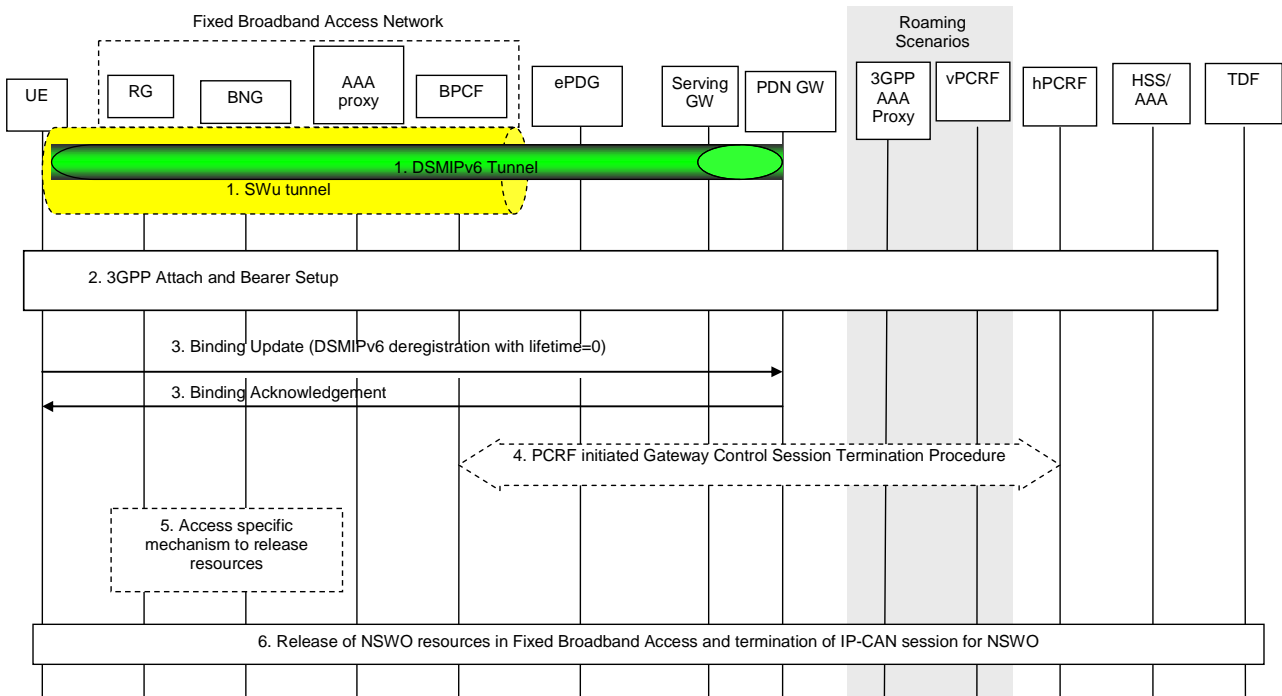 Fixed Broadband Access Network
Roaming
Scenarios
UE
RG
BNG
AAA
proxy
BPCF
ePDG
Serving
GW
PDN GW
3GPP
AAA
Proxy
vPCRF
hPCRF
HSS/
AAA
TDF
1. DSMIPv6 Tunnel
1. SWu tunnel
2. 3GPP Attach and Bearer Setup
3. Binding Update (DSMIPv6 deregistration with lifetime=0)
3. Binding Acknowledgement
4. PCRF initiated Gateway Control Session Termination Procedure
5. Access specific
mechanism to release
resources
6. Release of NSWO resources in Fixed Broadband Access and termination of IP-CAN session for NSWO